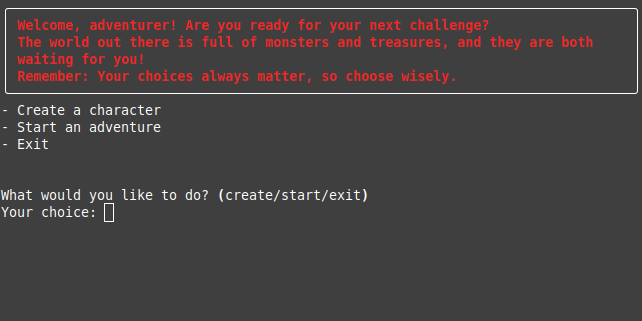 Welcome, adventurer! Are you ready for your next challenge?
The world out there is full of monsters and treasures, and they are both
waiting for you!
Remember: Your choices always matter, so choose wisely.
- Create a character
- Start an adventure
- Exit
What would you like to do? (create/start/exit)
Your choice: